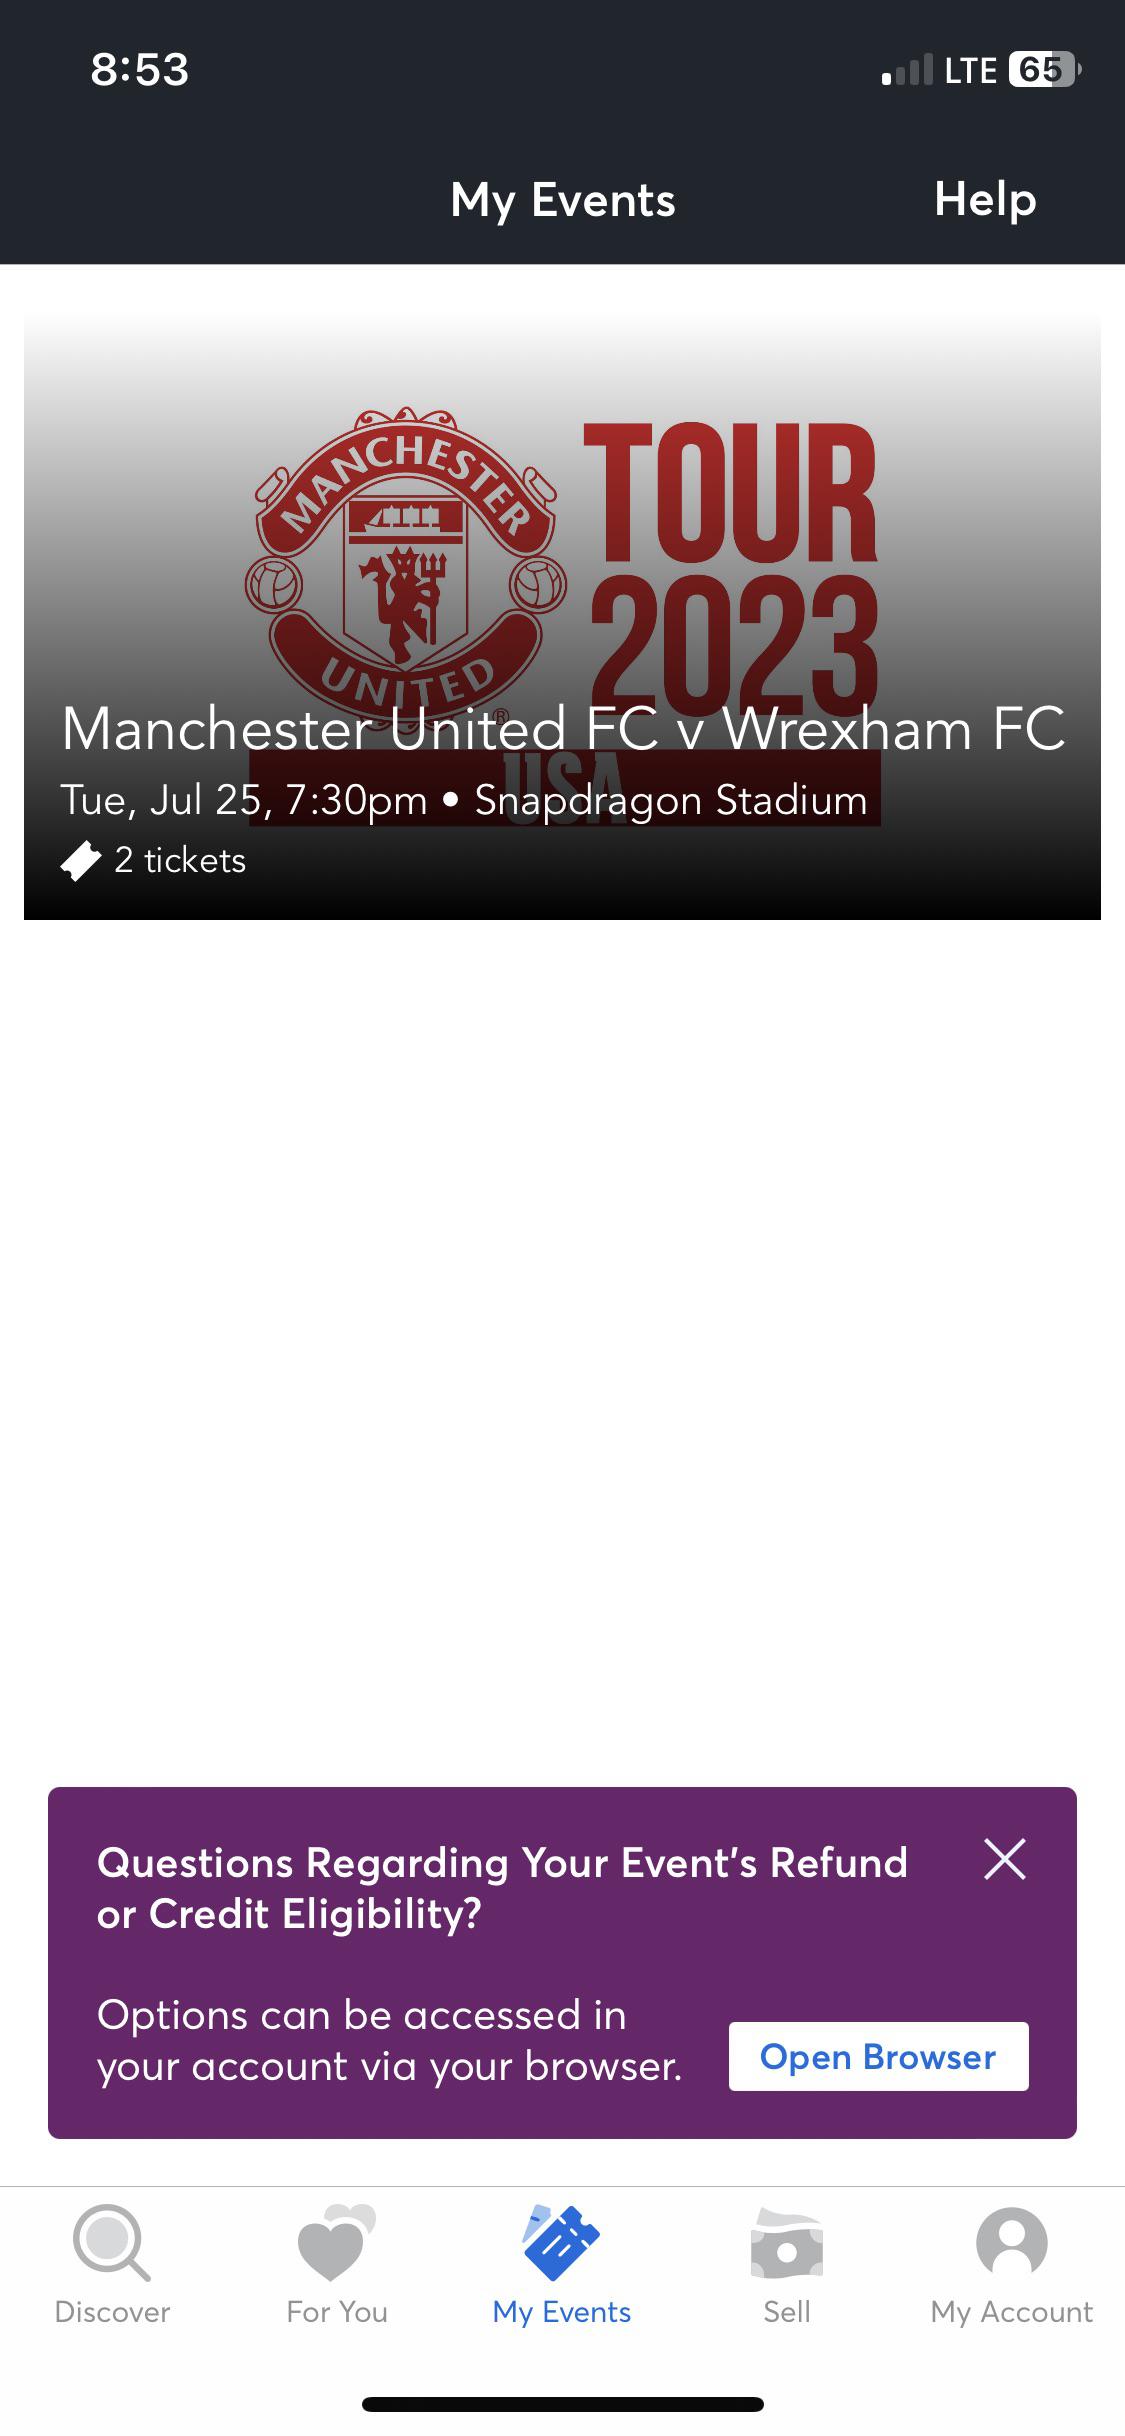 8:53
LTE 65
My Events
Help
MANCHESTER
UNITED
®
TOUR
2023
USA
Manchester United FC v Wrexham FC
Tue, Jul 25, 7:30pm • Snapdragon Stadium
2 tickets
Questions Regarding Your Event's Refund
or Credit Eligibility?
Options can be accessed in
your account via your browser.
Open Browser
Discover
For You
My Events
Sell
My Account